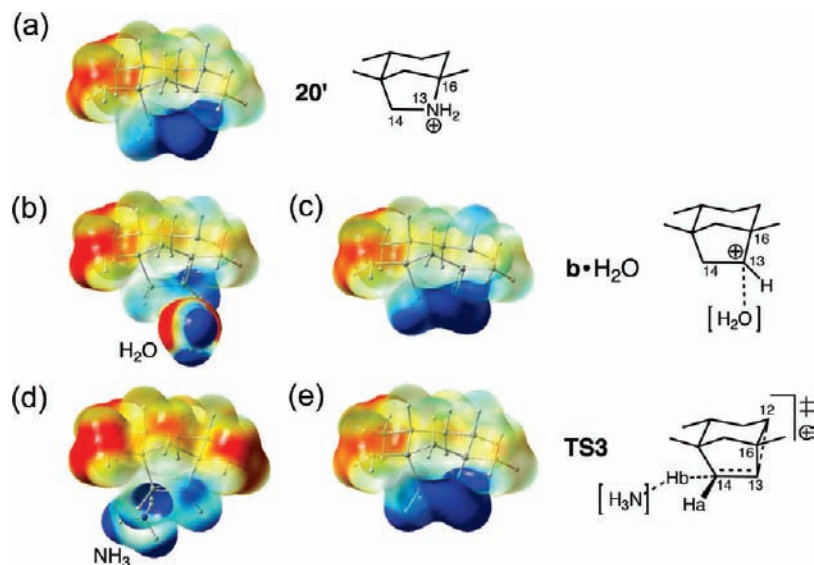 (a)
20'
16
13
NH2
14
⊕
(b)
(c)
b•H2O
16
⊕
13
14
H
[H2O]
H2O
(d)
(e)
TS3
12
‡
⊕
16
[H3N]
Hb
14
13
Ha
NH3